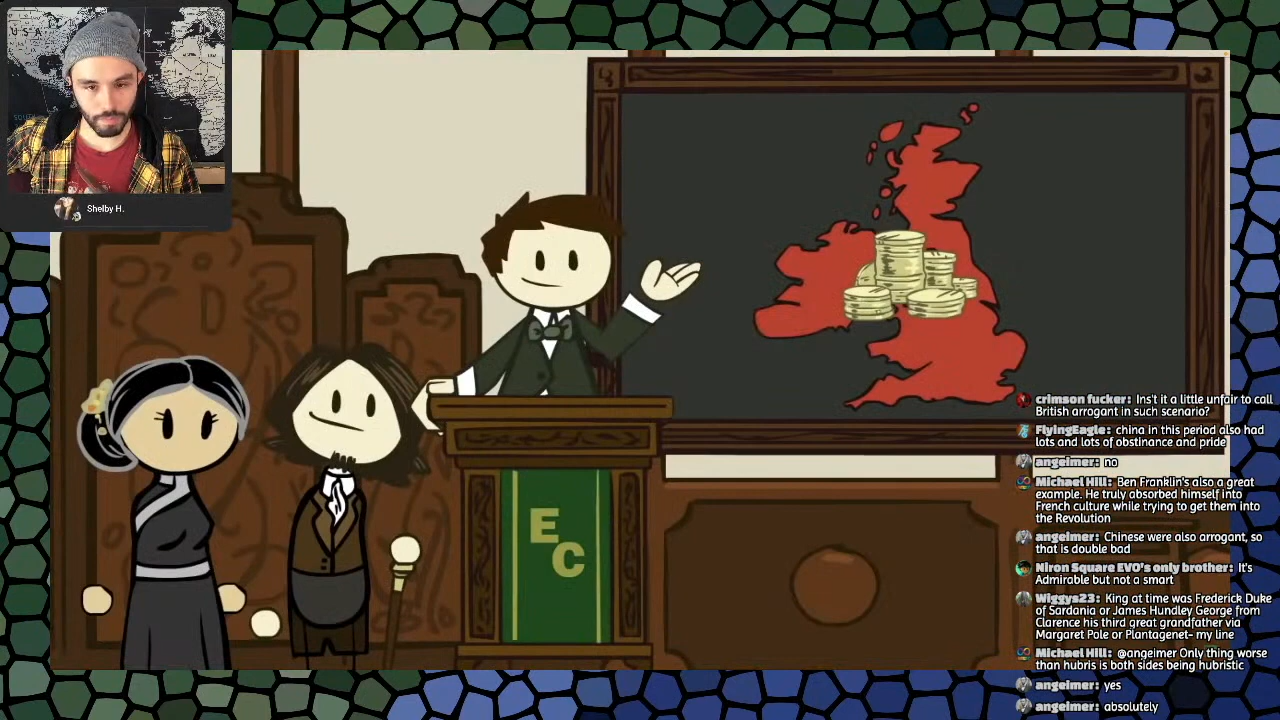 USA
Shelby H.
E
C
crimson fucker: Inst't it a little unfair to call
British arrogant in such scenario?
FlyingEagle: china in this period also had
lots and lots of obstinance and pride
angelmer: no
Michael Hill: Ben Franklin's also a great
example. He truly absorbed himself into
French culture while trying to get them into
the Revolution
angelmer: Chinese were also arrogant, so
that is double bad
Niron Square EVO's only brother: It's
Admirable but not a smart
Wiggys23: King at time was Frederick Duke
of Sardania or James Hundley George from
Clarence his third great grandfather via
Margaret Pole or Plantagenet- my line
Michael Hill: @angelmer Only thing worse
than hubris is both sides being hubristic
angelmer: yes
angelmer: absolutely